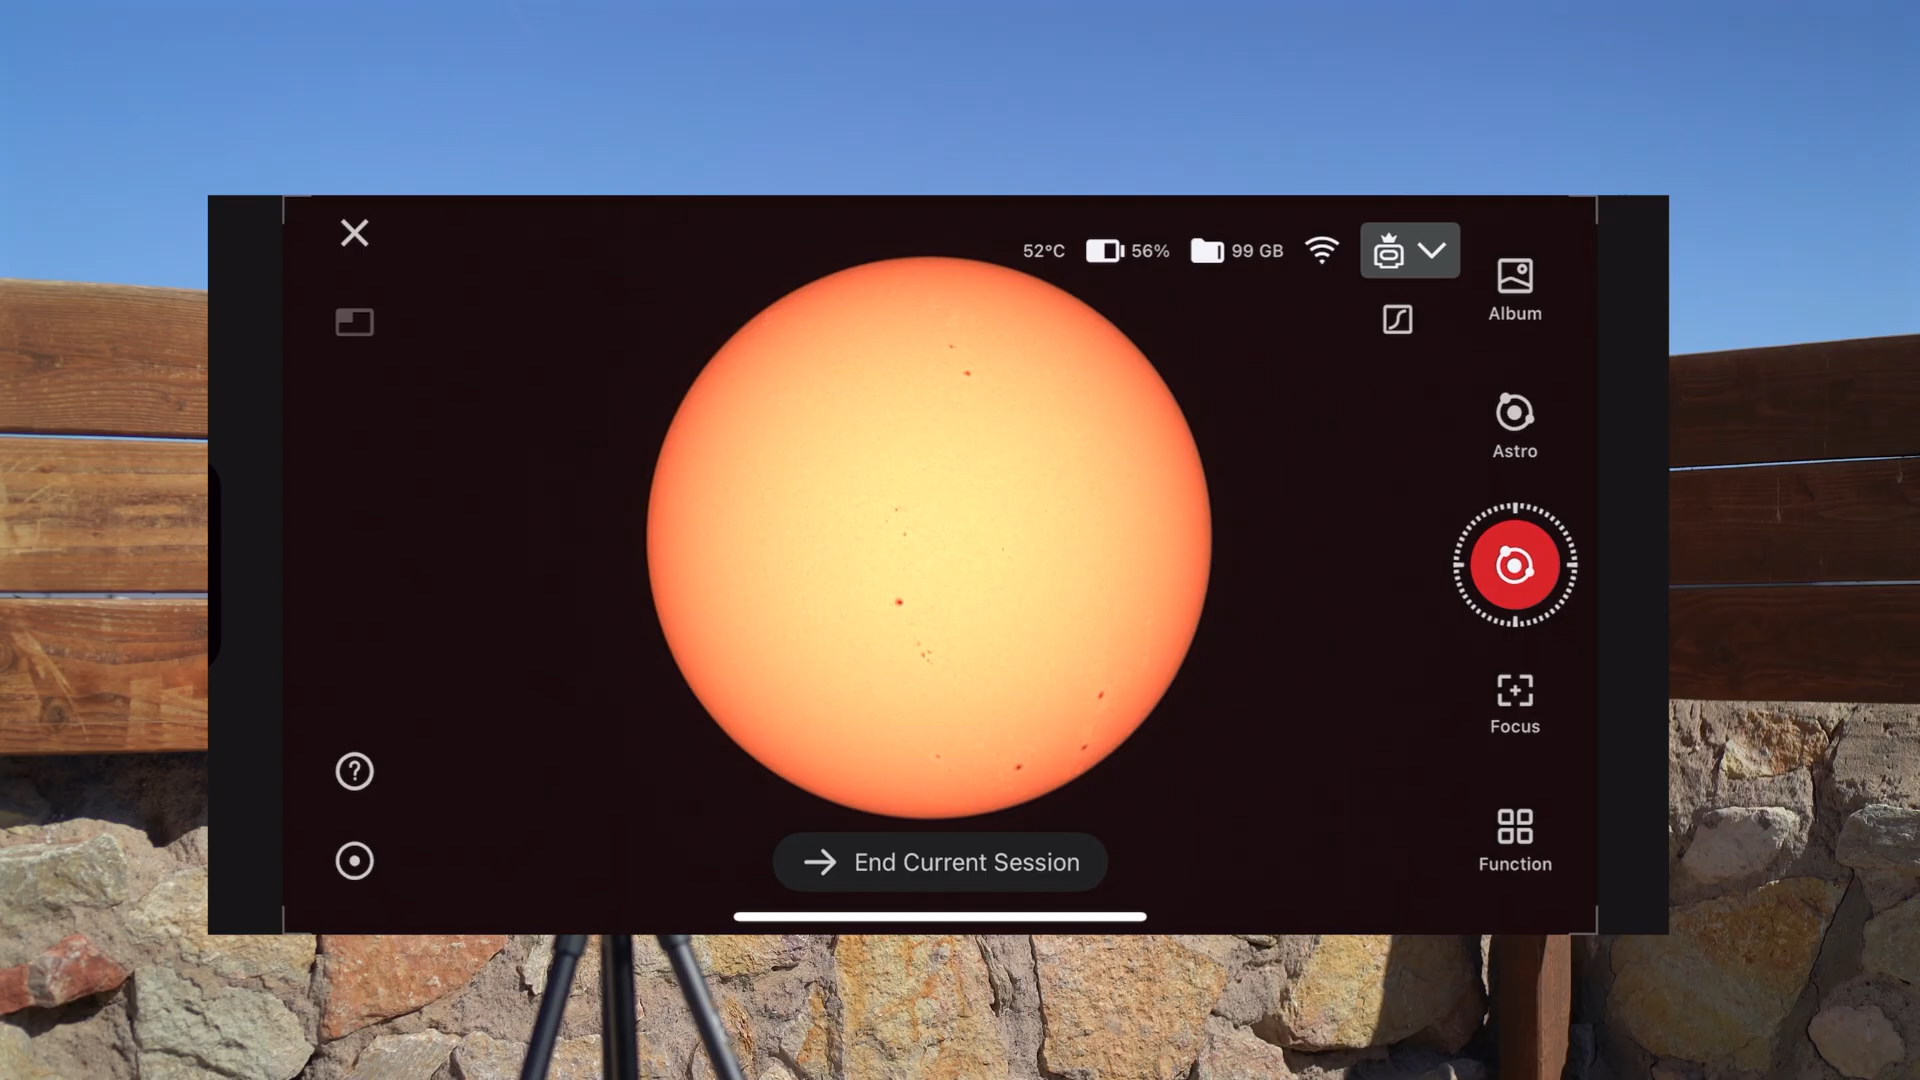 52°C 56% 99 GB
Album
Astro
Focus
Function
End Current Session